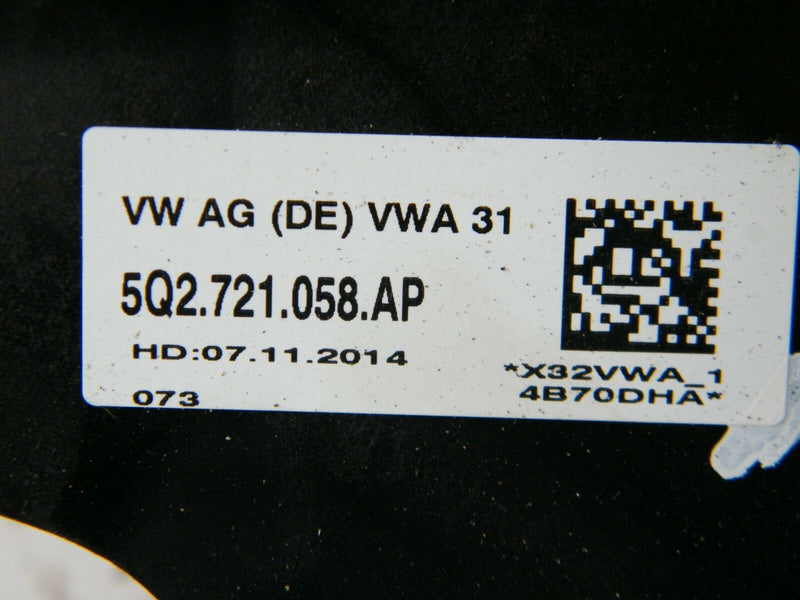 VW AG (DE) VWA 31
5Q2.721.058.AP
HD:07.11.2014
073
*X32VWA_1
4B70DHA*